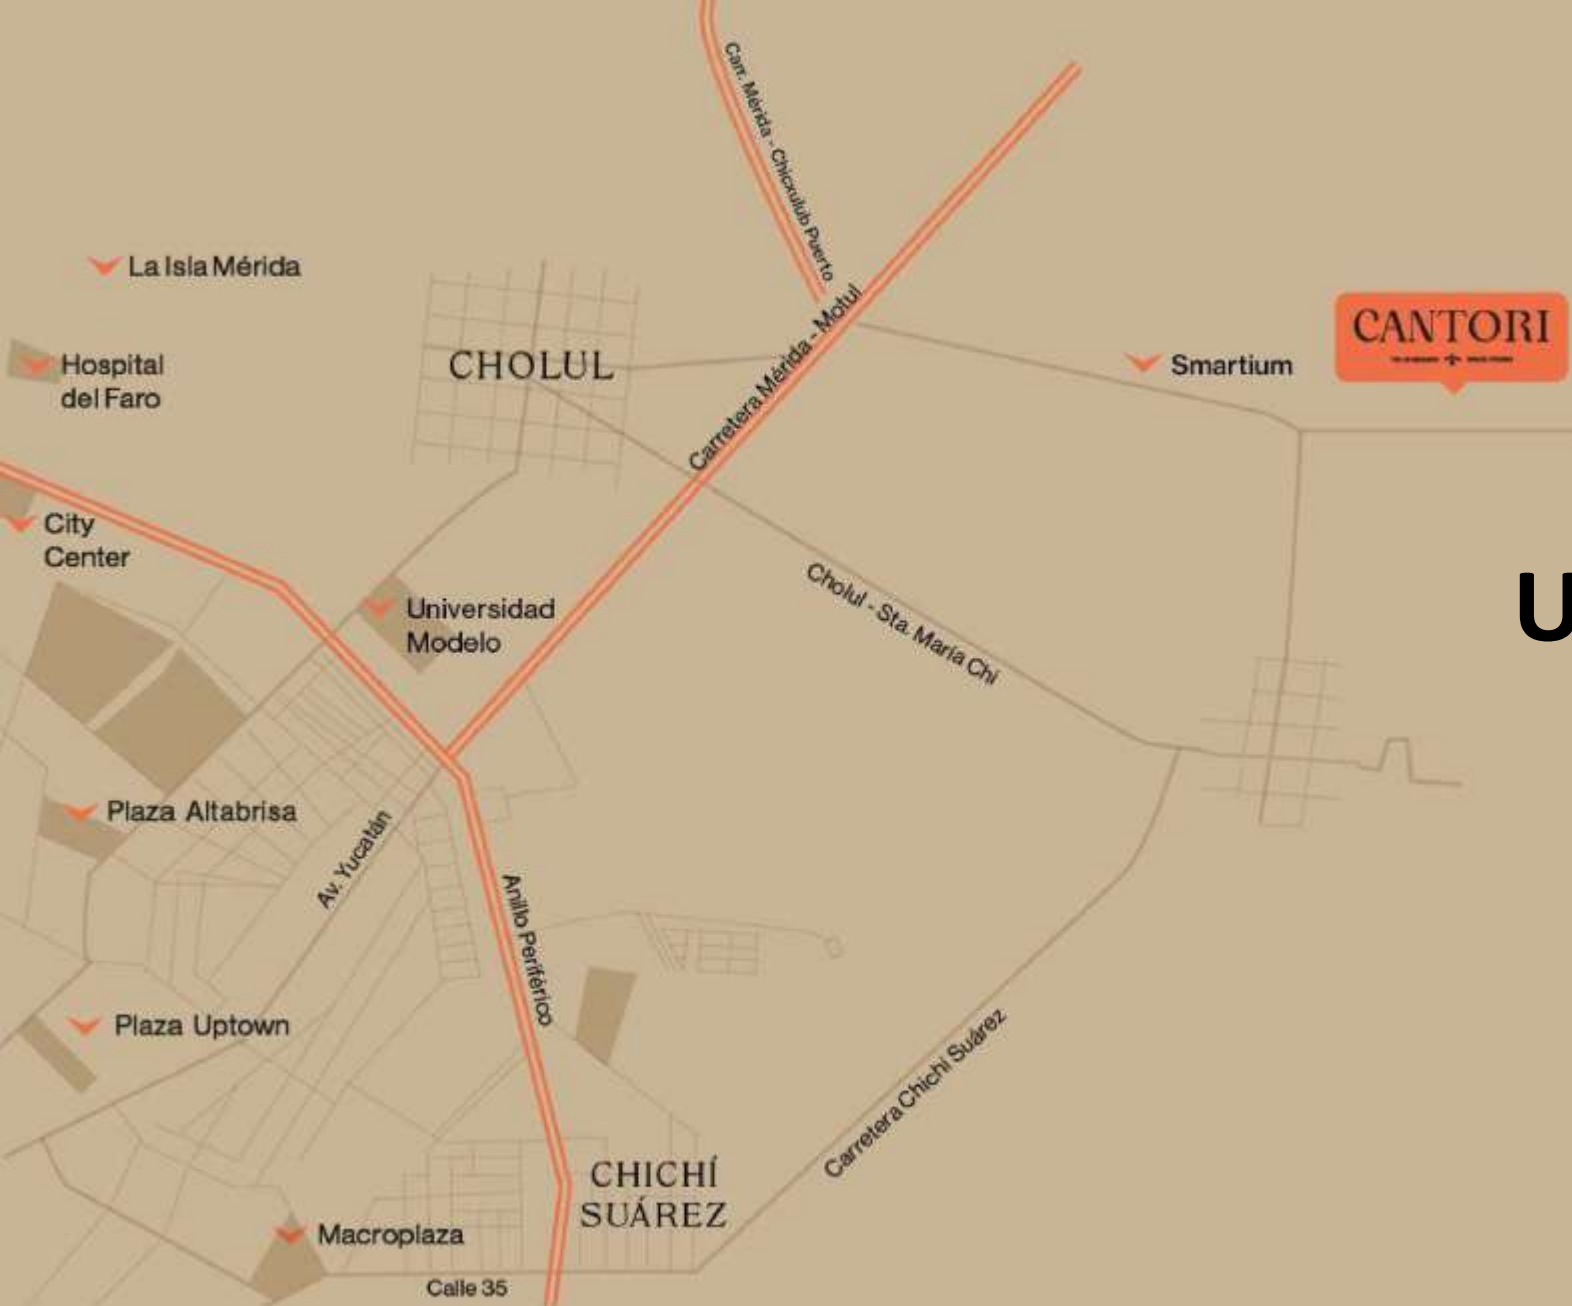 Carr. Mérida - Chicxulub Puerto
La Isla Mérida
CANTORI
Hospital
del Faro
CHOLUL
Carretera Mérida - Motul
Smartium
City
Center
Universidad
Modelo
Cholul - Sta. María Chí
U
Plaza Altabrisa
Av. Yucatán
Anillo Periférico
Plaza Uptown
Carretera Chichi Suárez
CHICHÍ
SUÁREZ
Macroplaza
Calle 35